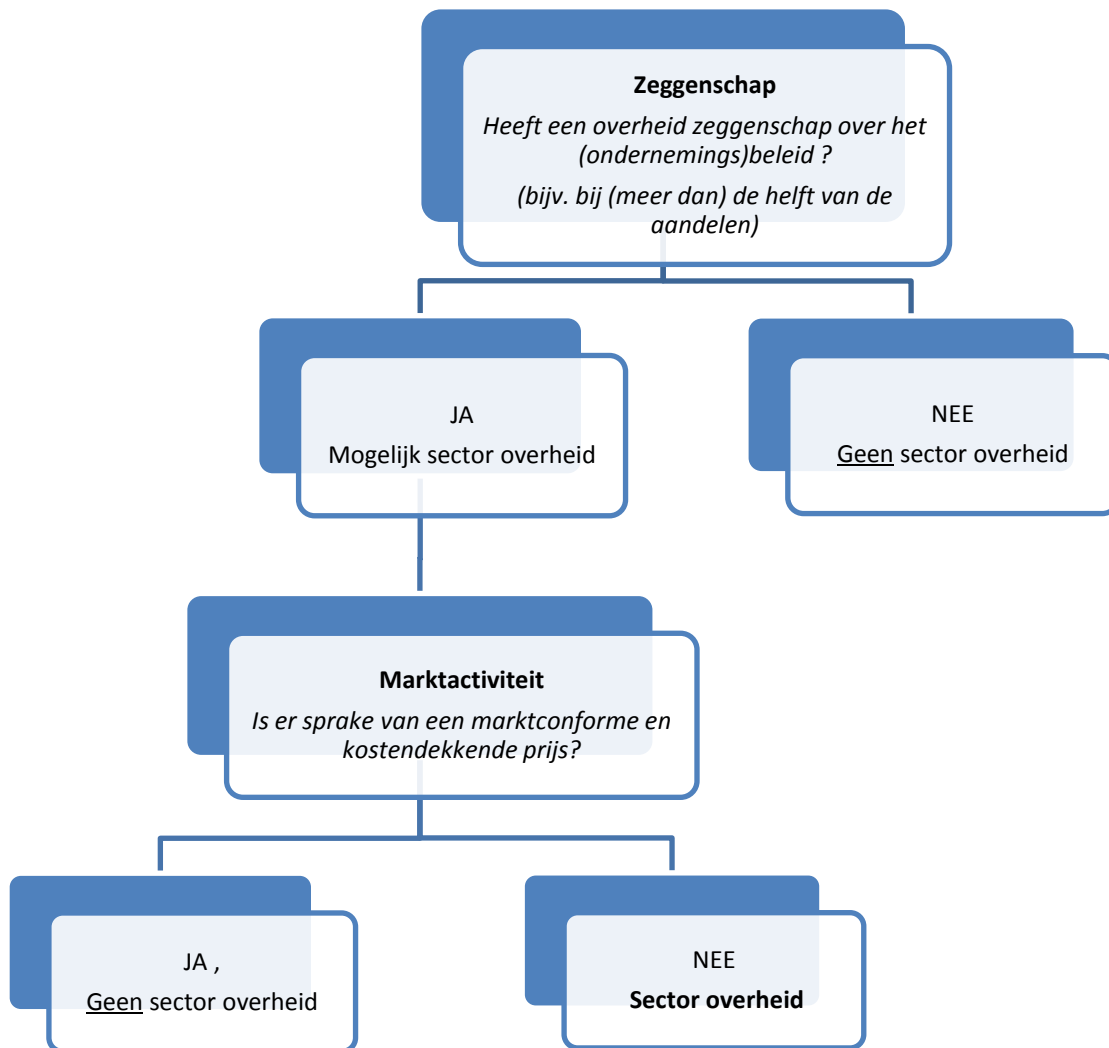 Zeggenschap
Heeft een overheid zeggenschap over het
(ondernemings)beleid ?
(bijv. bij (meer dan) de helft van de
aandelen)
JA
Mogelijk sector overheid
NEE
Geen sector overheid
Marktactiviteit
Is er sprake van een marktconforme en
kostendekkende prijs?
JA ,
Geen sector overheid
NEE
Sector overheid